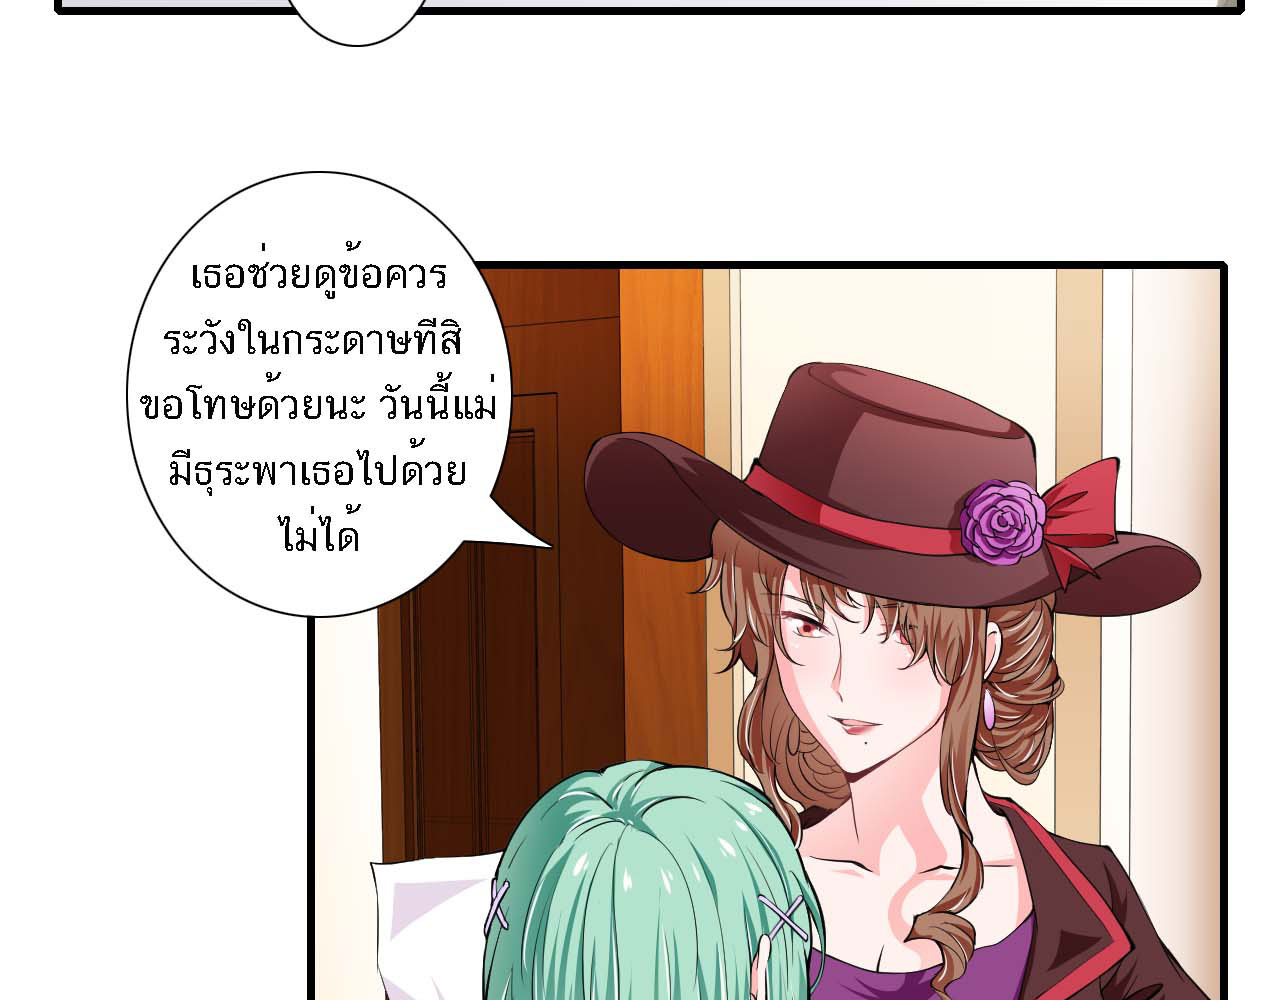 เธอช่วยดูข้อควร
ระวังในกระดาษทีสิ
ขอโทษด้วยนะ วันนี้แม่
มีธุระพาเธอไปด้วย
ไม่ได้